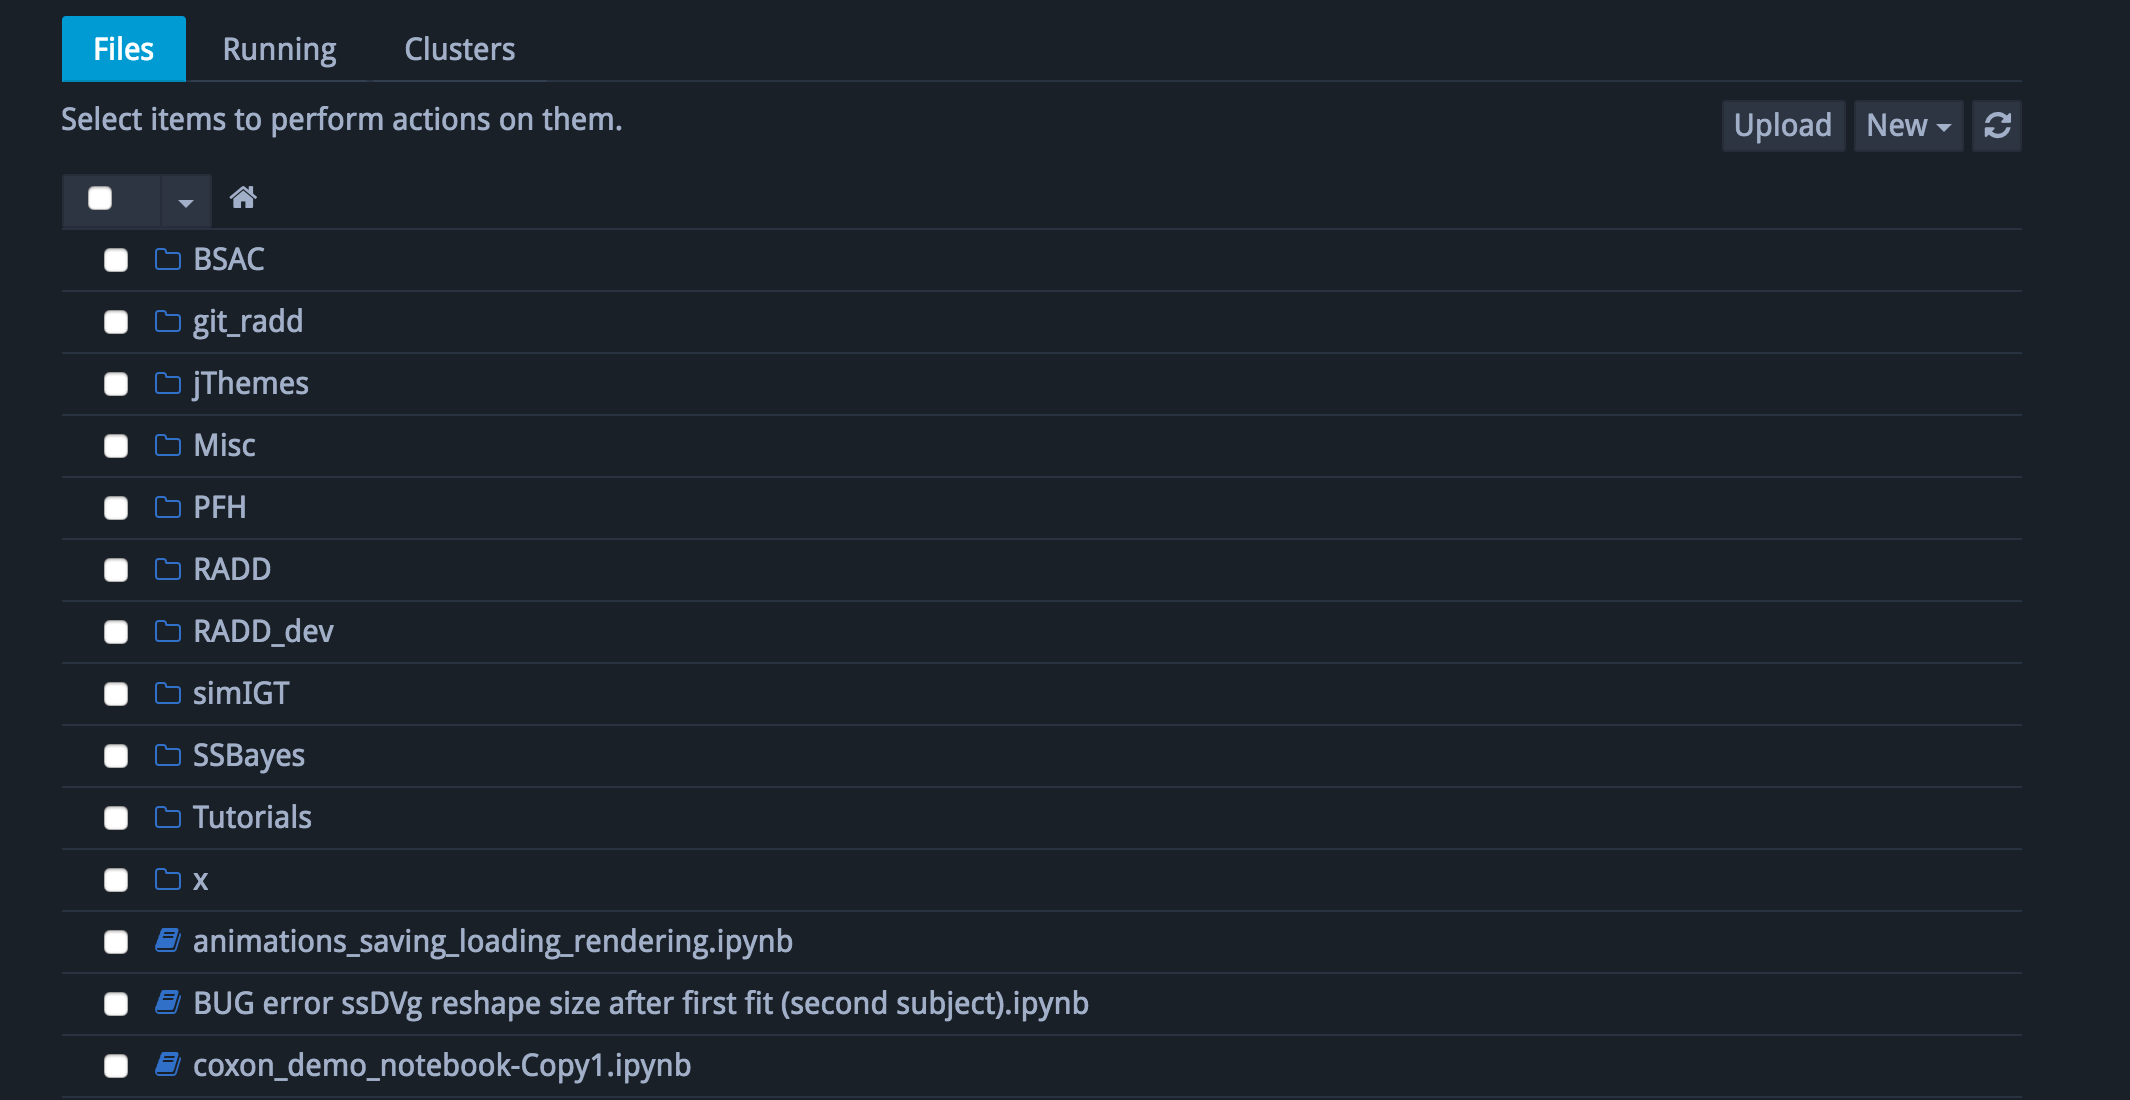 Files Running Clusters
Select items to perform actions on them.
Upload New
BSAC
git_radd
jThemes
Misc
PFH
RADD
RADD_dev
simIGT
SSBayes
Tutorials
x
animations_saving_loading_rendering.ipynb
BUG error ssDVg reshape size after first fit (second subject).ipynb
coxon_demo_notebook-Copy1.ipynb